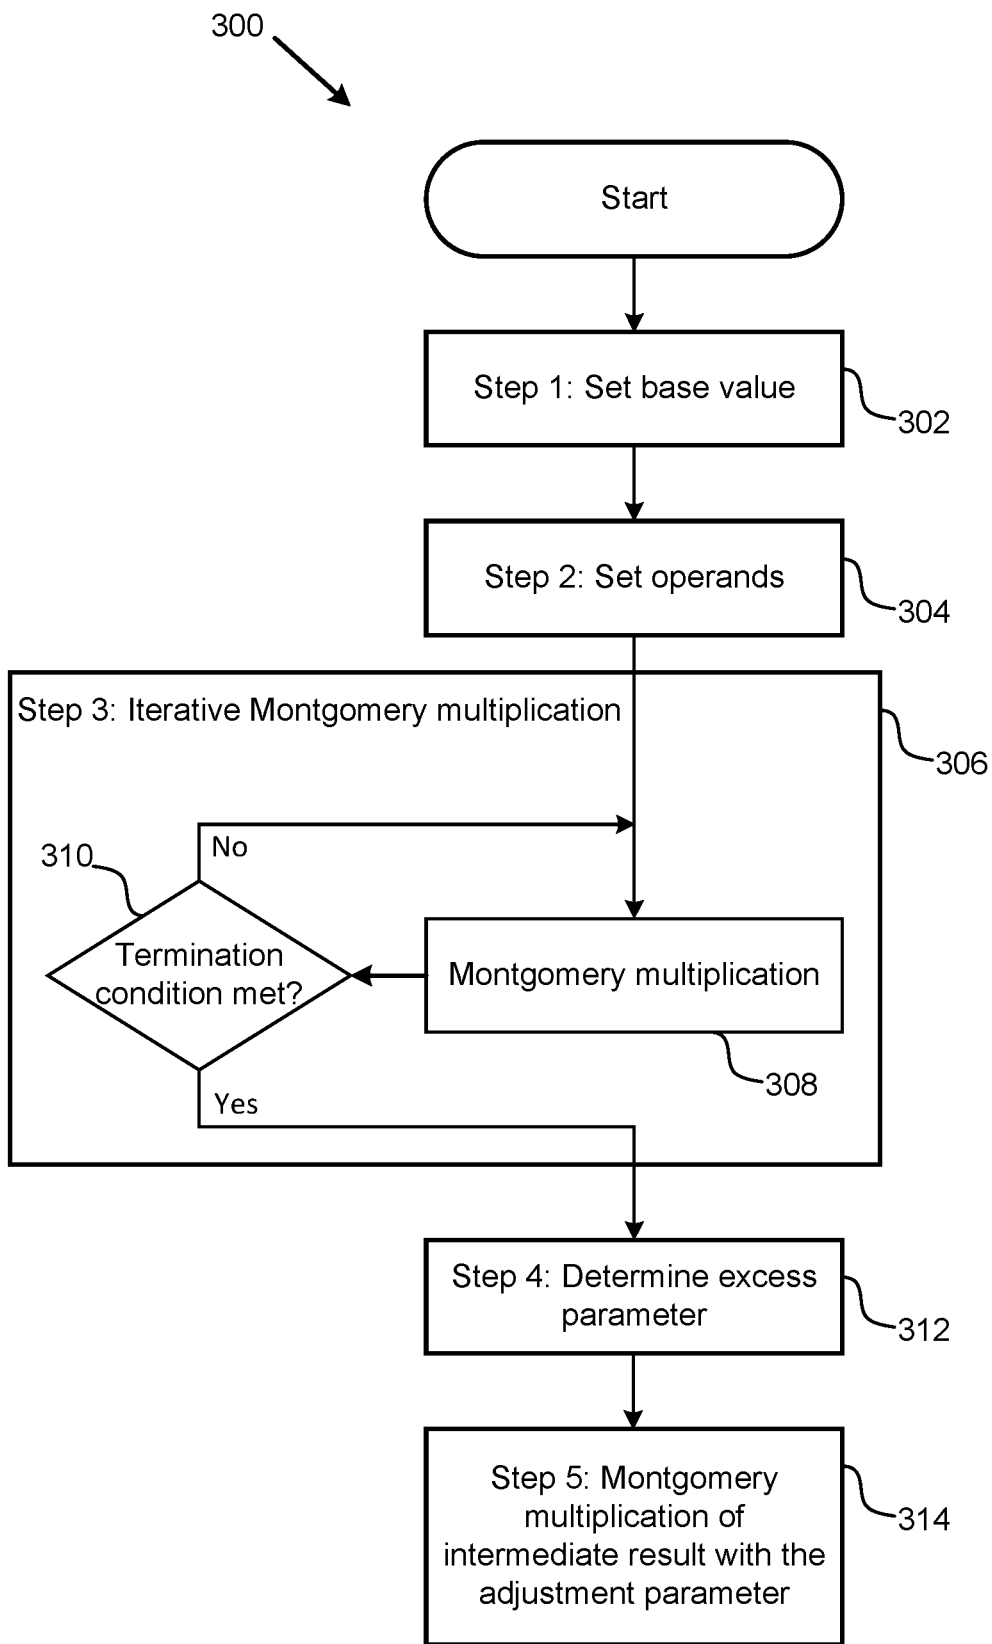 300
Start
Step 1: Set base value
302
Step 2: Set operands
304
Step 3: Iterative Montgomery multiplication
306
No
310
Termination
condition met?
Montgomery multiplication
308
Yes
Step 4: Determine excess
parameter
312
Step 5: Montgomery
multiplication of
intermediate result with the
adjustment parameter
314